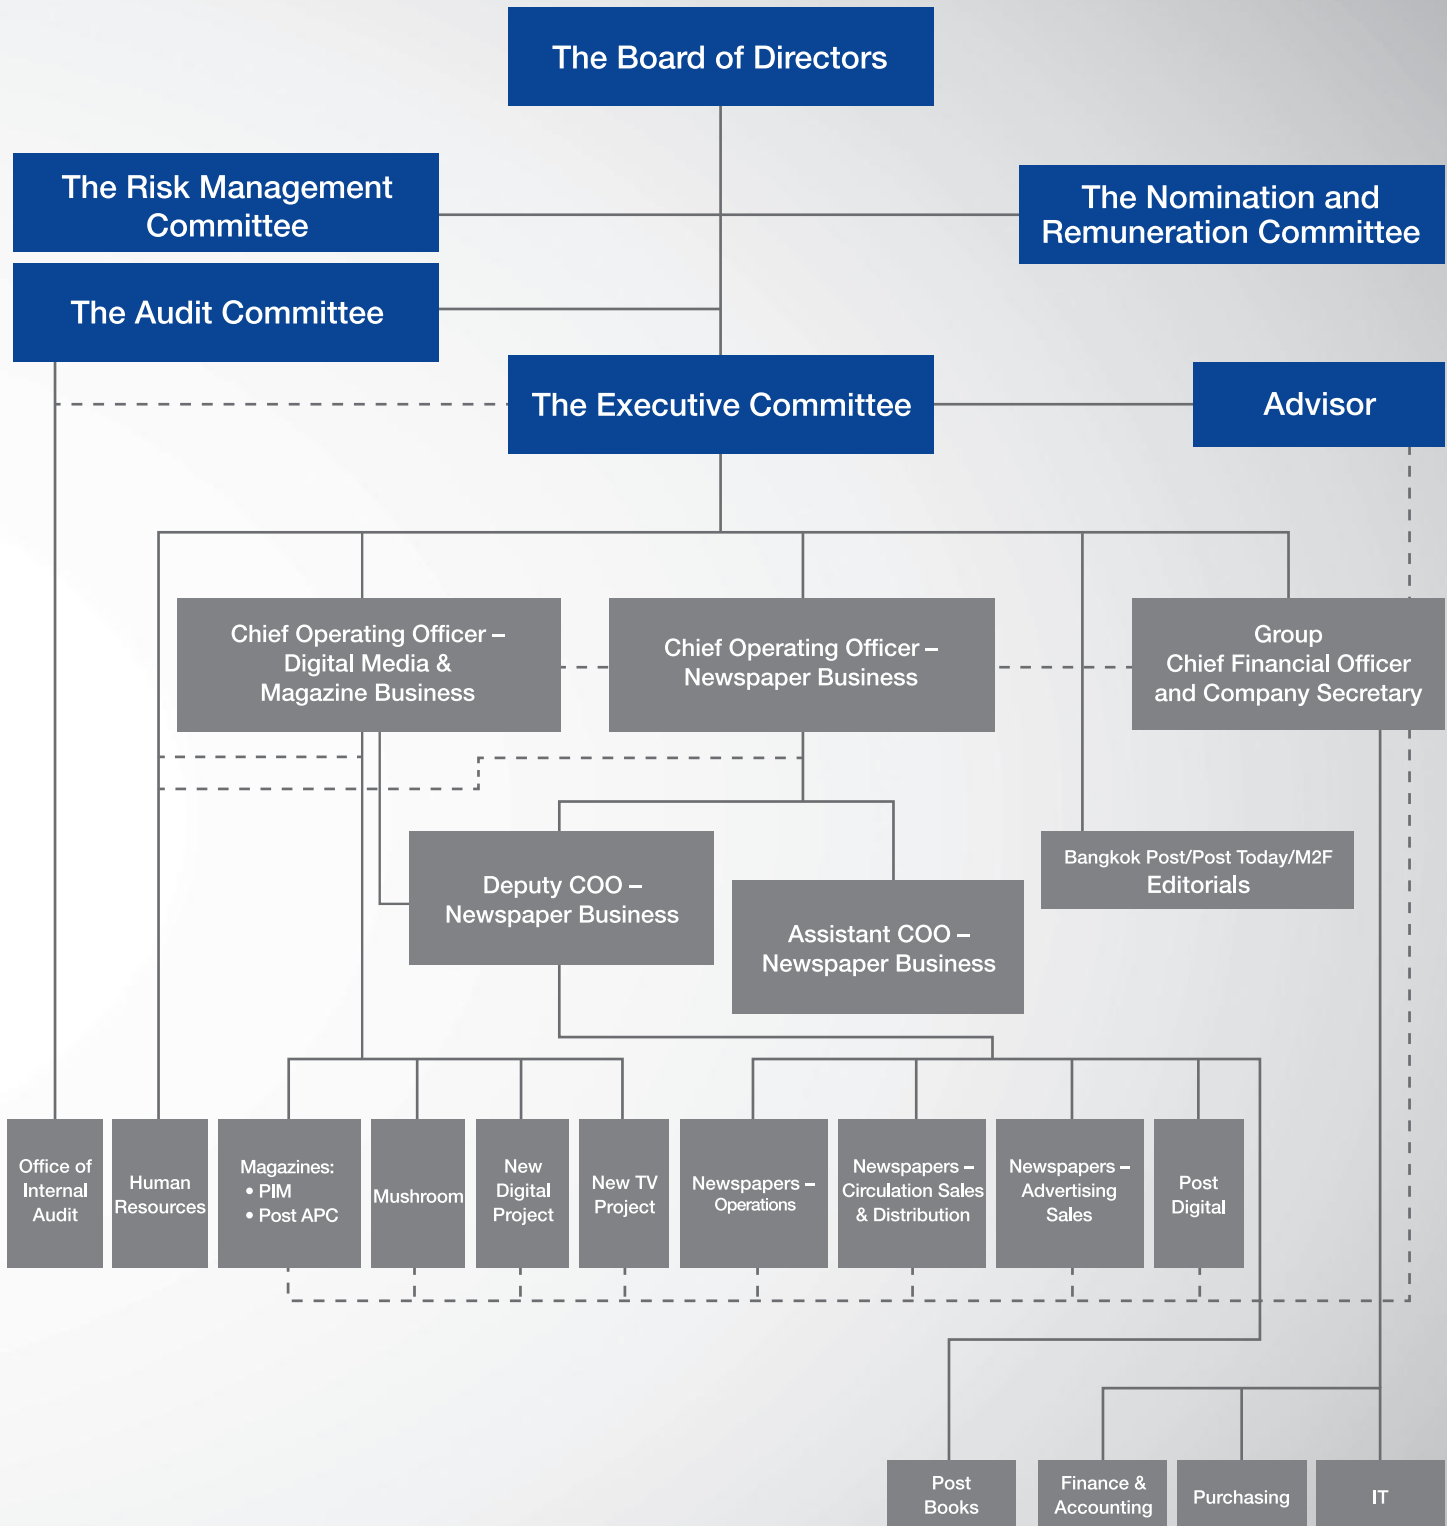 The Board of Directors
The Risk Management
Committee
The Nomination and
Remuneration Committee
The Audit Committee
The Executive Committee
Advisor
Chief Operating Officer –
Digital Media &
Magazine Business
Chief Operating Officer –
Newspaper Business
Group
Chief Financial Officer
and Company Secretary
Deputy COO –
Newspaper Business
Assistant COO –
Newspaper Business
Bangkok Post/Post Today/M2F
Editorials
Office of
Internal
Audit
Human
Resources
Magazines:
• PIM
• Post APC
Mushroom
New
Digital
Project
New TV
Project
Newspapers –
Operations
Newspapers –
Circulation Sales
& Distribution
Newspapers –
Advertising
Sales
Post
Digital
Post
Books
Finance &
Accounting
Purchasing
IT